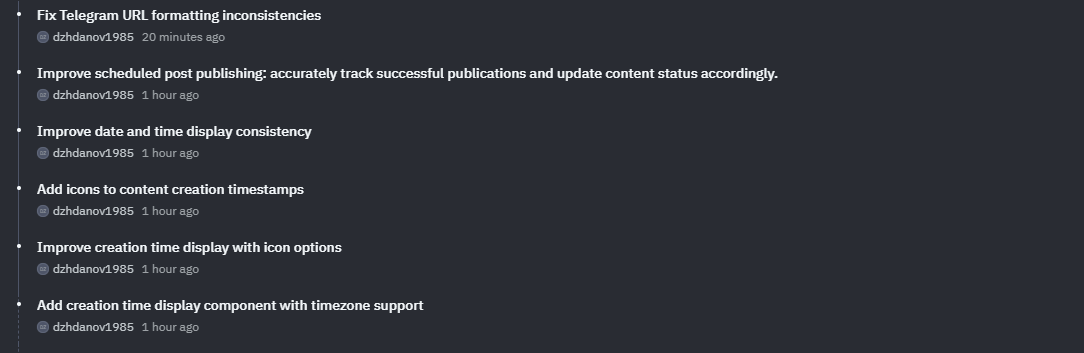 Fix Telegram URL formatting inconsistencies
dzhdanov1985 20 minutes ago
Improve scheduled post publishing: accurately track successful publications and update content status accordingly.
dzhdanov1985 1 hour ago
Improve date and time display consistency
dzhdanov1985 1 hour ago
Add icons to content creation timestamps
dzhdanov1985 1 hour ago
Improve creation time display with icon options
dzhdanov1985 1 hour ago
Add creation time display component with timezone support
dzhdanov1985 1 hour ago